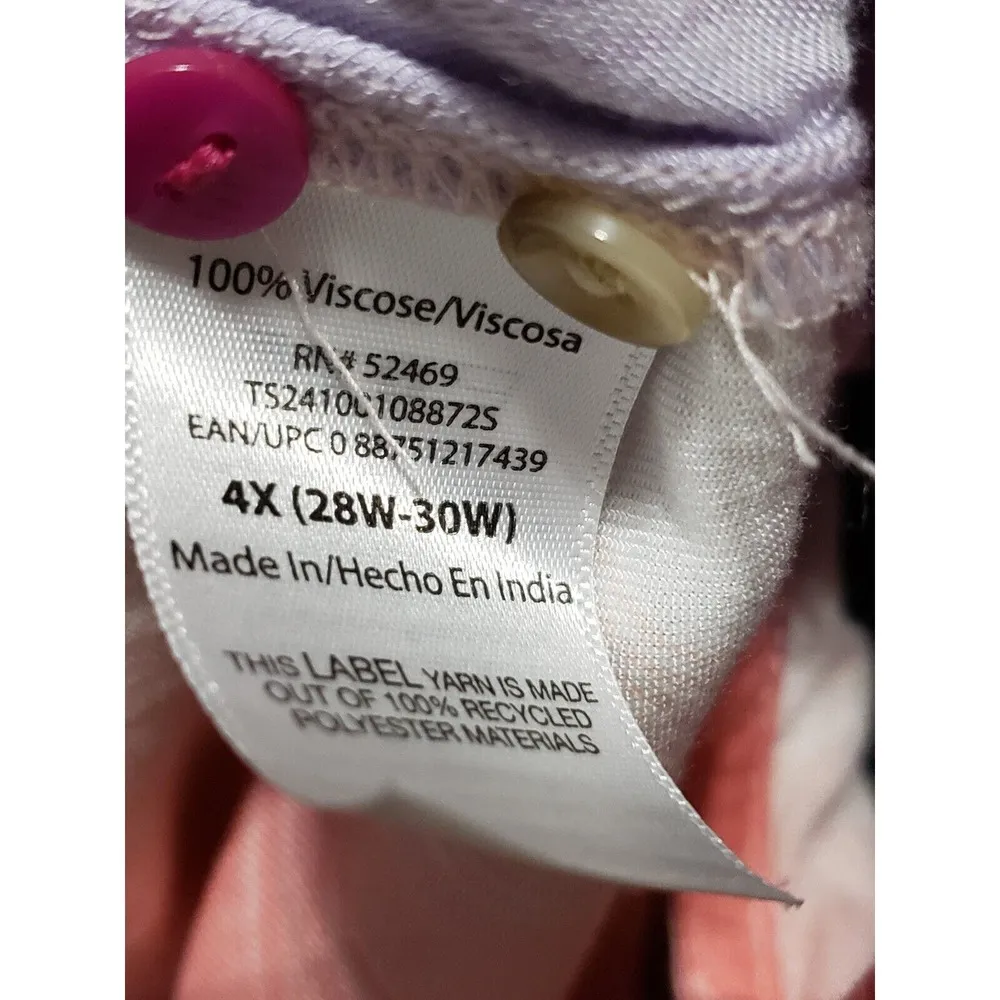 100% Viscose/Viscosa
RN# 52469
TS24100108872S
EAN/UPC 0 88751217439
4X (28W-30W)
Made In/Hecho En India
THIS LABEL YARN IS MADE
OUT OF 100% RECYCLED
POLYESTER MATERIALS